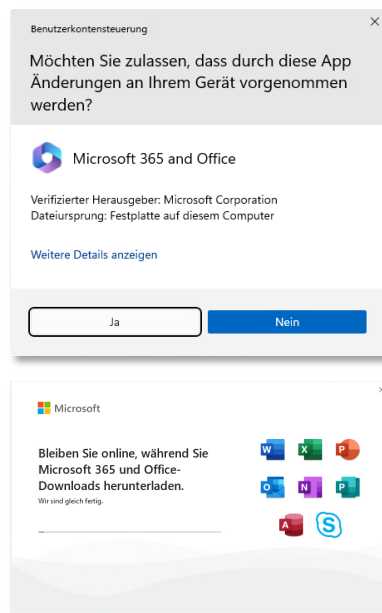 Benutzerkontensteuerung
Möchten Sie zulassen, dass durch diese App
Änderungen an Ihrem Gerät vorgenommen
werden?
Microsoft 365 and Office
Verifizierter Herausgeber: Microsoft Corporation
Dateiursprung: Festplatte auf diesem Computer
Weitere Details anzeigen
Ja Nein
Microsoft
Bleiben Sie online, während Sie
Microsoft 365 und Office-
Downloads herunterladen.
Wir sind gleich fertig.
W X P
O N P
A S